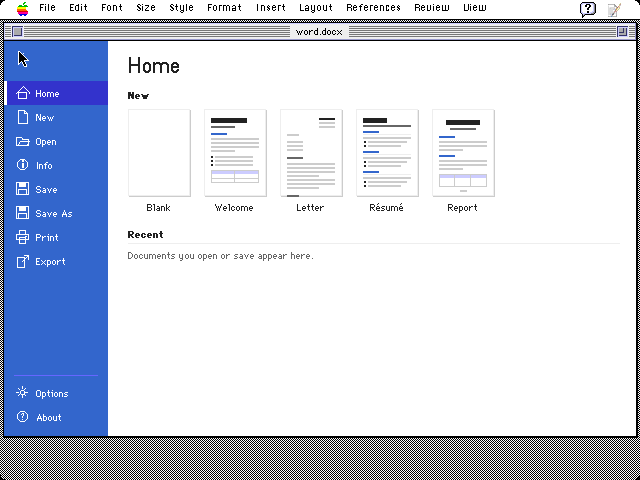 File Edit Font Size Style Format Insert Layout References Review View
word.docx
Home
New
Open
Info
Save
Save As
Print
Export
Options
About
Home
New
Blank Welcome Letter Résumé Report
Recent
Documents you open or save appear here.